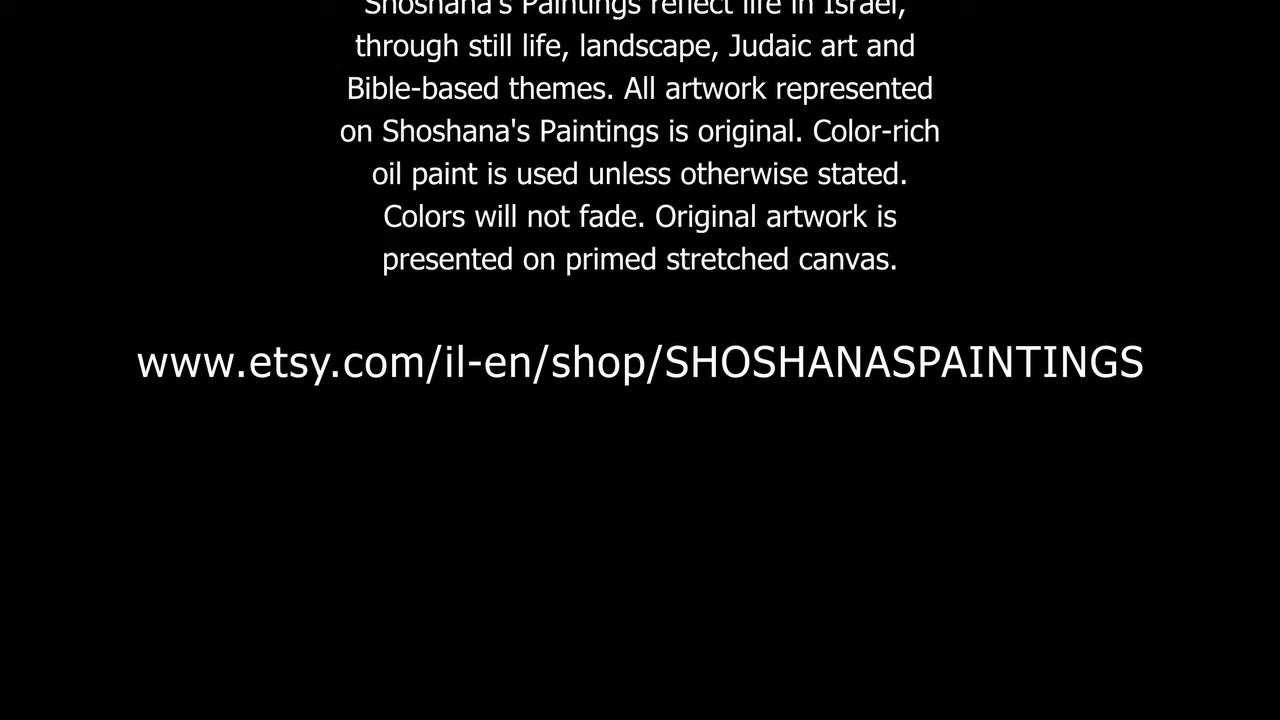 Shoshana's Paintings reflect life in Israel,
through still life, landscape, Judaic art and
Bible-based themes. All artwork represented
on Shoshana's Paintings is original. Color-rich
oil paint is used unless otherwise stated.
Colors will not fade. Original artwork is
presented on primed stretched canvas.
www.etsy.com/il-en/shop/SHOSHANASPAINTINGS